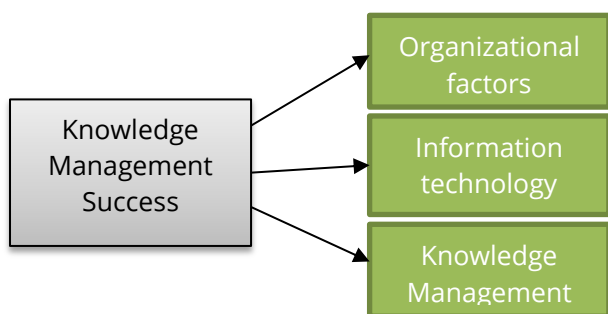 Organizational
factors
Knowledge
Management
Success
Information
technology
Knowledge
Management